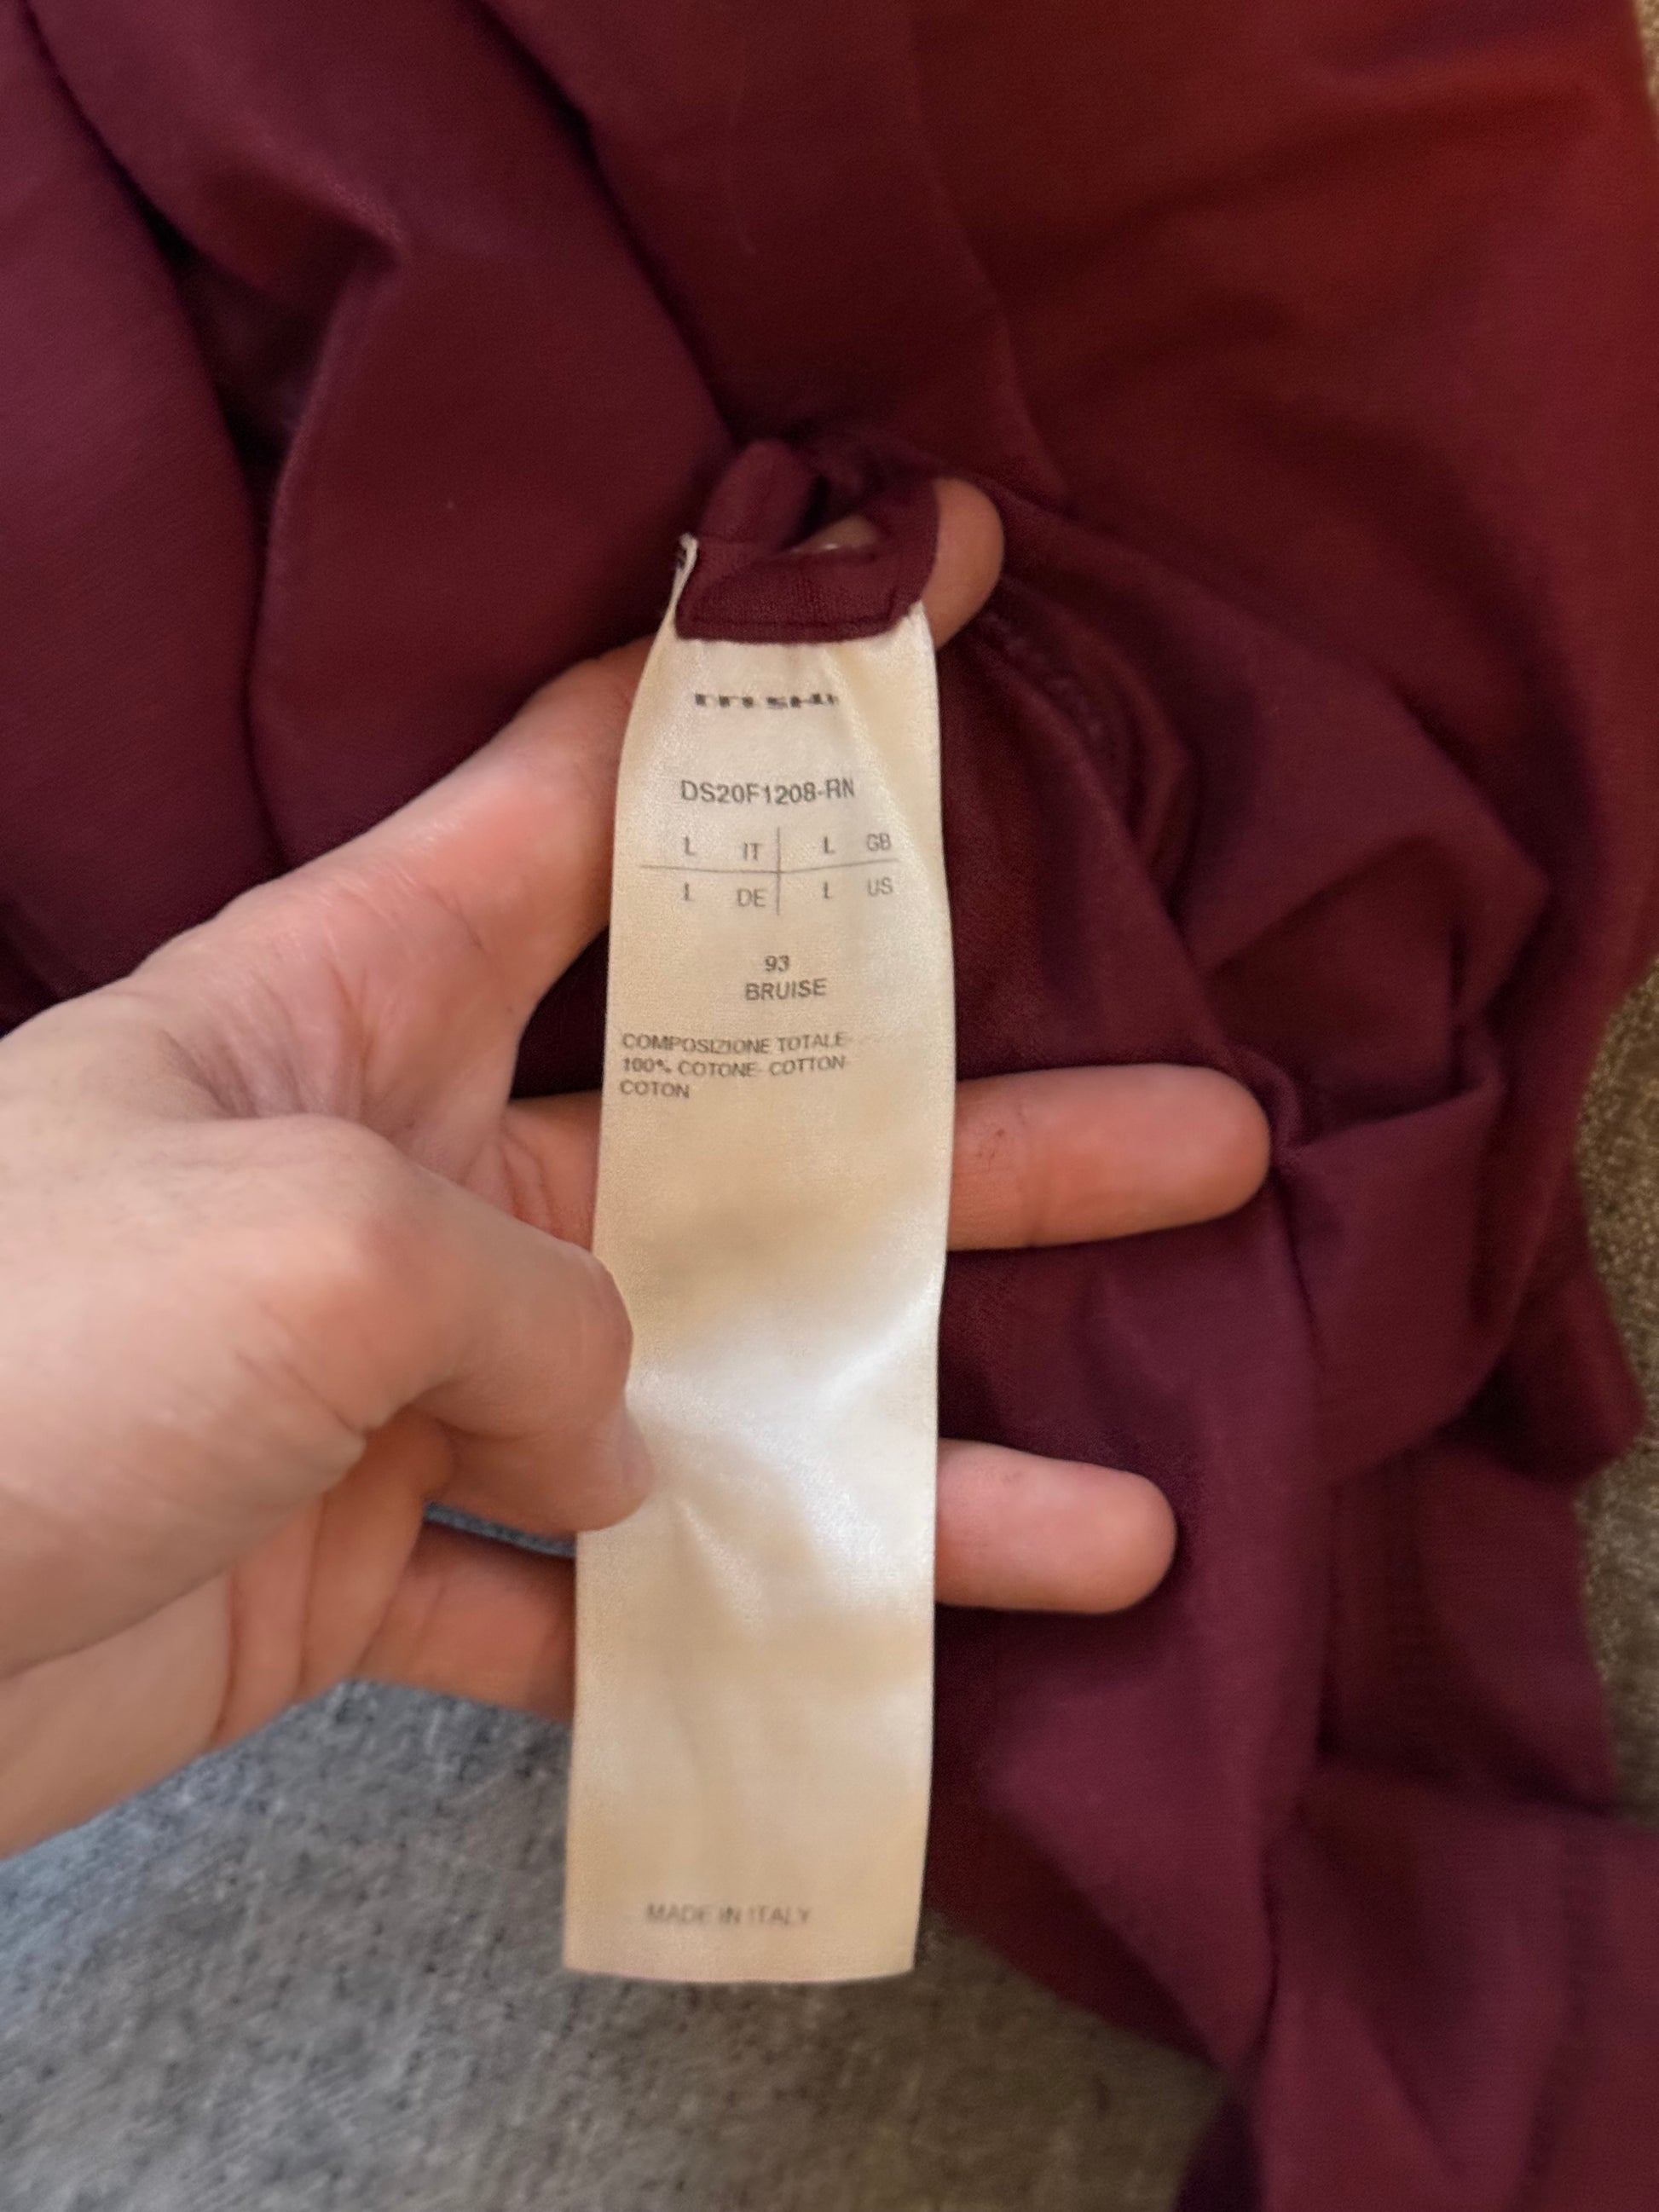 DS20F1208-RN
L IT L GB
L DE L US
93
BRUISE
COMPOSIZIONE TOTALE-
100% COTONE- COTTON-
COTON
MADE IN ITALY